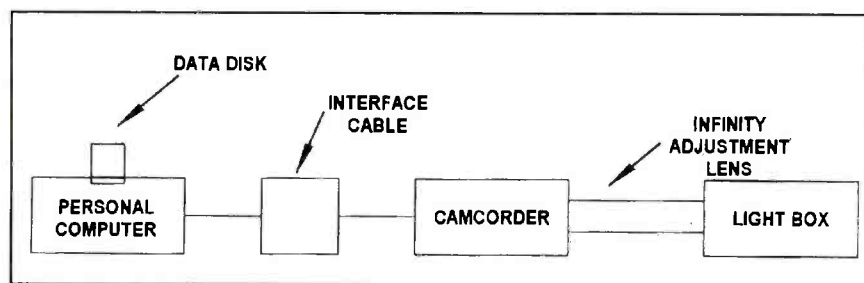 DATA DISK
INTERFACE
CABLE
INFINITY
ADJUSTMENT
LENS
PERSONAL
COMPUTER
CAMCORDER
LIGHT BOX